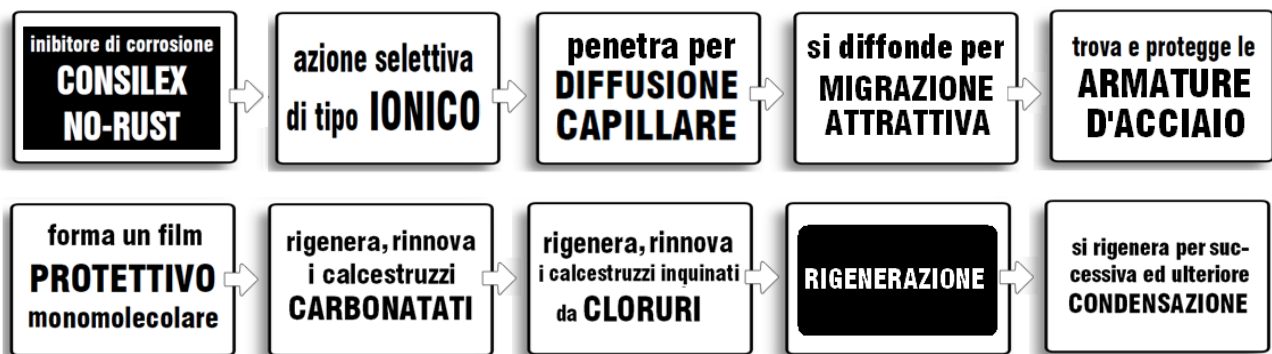 inibitore di corrosione
CONSILEX
NO-RUST
azione selettiva
di tipo IONICO
penetra per
DIFFUSIONE
CAPILLARE
si diffonde per
MIGRAZIONE
ATTRATTIVA
trova e protegge le
ARMATURE
D'ACCIAIO
forma un film
PROTETTIVO
monomolecolare
rigenera, rinnova
i calcestruzzi
CARBONATATI
rigenera, rinnova
i calcestruzzi inquinati
da CLORURI
RIGENERAZIONE
si rigenera per suc-
cessiva ed ulteriore
CONDENSAZIONE